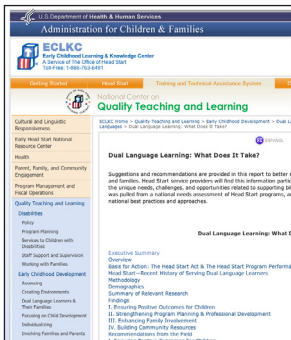 U.S. Department of Health & Human Services
Administration for Children & Families
ECLKC
Early Childhood Learning & Knowledge Center
A Service of the Office of Head Start
Toll-Free: 1-866-763-6481
Getting Started
Head Start
Training and Technical Assistance System
National Center on
Quality Teaching and Learning
Cultural and Linguistic
Responsiveness
Early Head Start National
Resource Center
Health
Parent, Family, and Community
Engagement
Program Management and
Fiscal Operations
Quality Teaching and Learning
Disabilities
Policy
Program Planning
Services to Children with
Disabilities
Staff Support and Supervision
Working with Families
Early Childhood Development
Assessing
Creating Environments
Dual Language Learners &
Their Families
Focusing on Child Development
Individualizing
Involving Families and Parents
ECLKC Home > Quality Teaching and Learning > Early Childhood Development > Dual
Languages > Dual Language Learning: What Does It Take?
ESPAÑOL
Dual Language Learning: What Does It Take?
Suggestions and recommendations are provided in this report to better
and families. Head Start service providers will find this information
the unique needs, challenges, and opportunities related to supporting
was pulled from a national needs assessment of Head Start programs,
national best practices and approaches.
Dual Language Learning: What
Executive Summary
Overview
Basis for Action: The Head Start Act & The Head Start Program
Head Start—Recent History of Serving Dual Language Learners
Methodology
Demographics
Summary of Relevant Research
Findings
I. Ensuring Positive Outcomes for Children
II. Strengthening Program Planning & Professional Development
III. Enhancing Family Involvement
IV. Building Community Resources
Recommendations from the Field